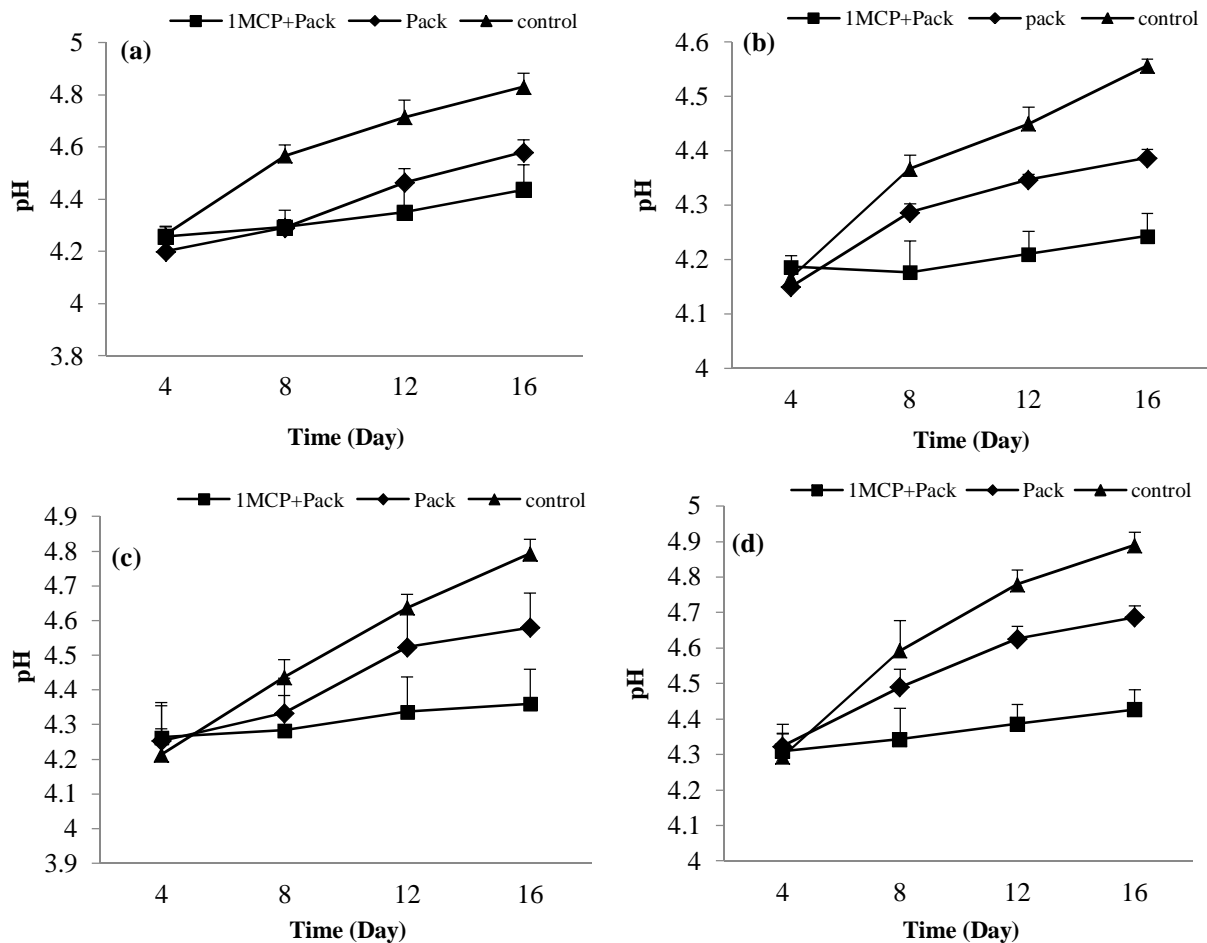 1MCP+Pack Pack control
(a)
5
4.8
4.6
4.4
4.2
4
3.8
pH
4 8 12 16
Time (Day)
1MCP+Pack pack control
(b)
4.6
4.5
4.4
4.3
4.2
4.1
4
pH
4 8 12 16
Time (Day)
1MCP+Pack Pack control
(c)
4.9
4.8
4.7
4.6
4.5
4.4
4.3
4.2
4.1
4
3.9
pH
4 8 12 16
Time (Day)
1MCP+Pack Pack control
(d)
5
4.9
4.8
4.7
4.6
4.5
4.4
4.3
4.2
4.1
4
pH
4 8 12 16
Time (Day)